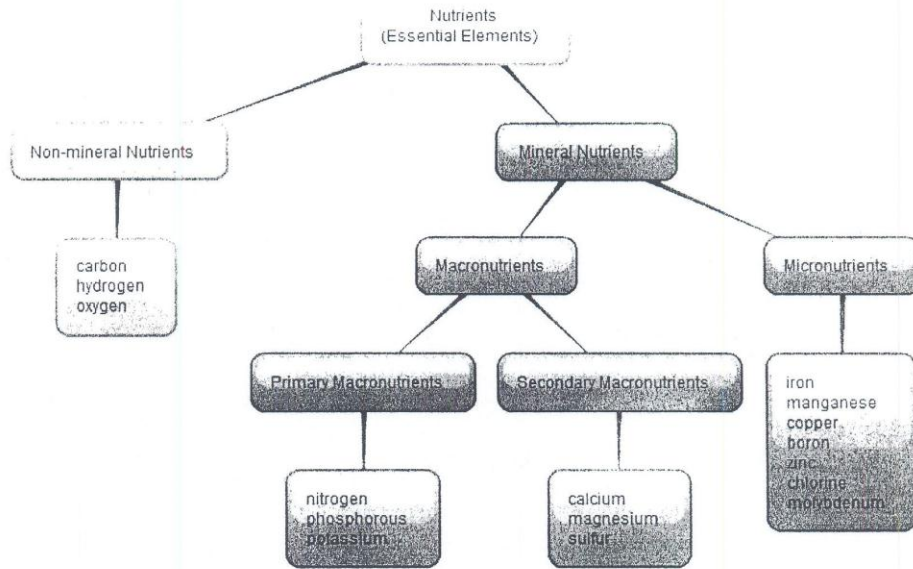 Nutrients
(Essential Elements)
Non-mineral Nutrients
Mineral Nutrients
carbon
hydrogen
oxygen
Macronutrients
Micronutrients
Primary Macronutrients
Secondary Macronutrients
iron
manganese
copper
boron
zinc
chlorine
molybdenum
nitrogen
phosphorous
potassium
calcium
magnesium
sulfur